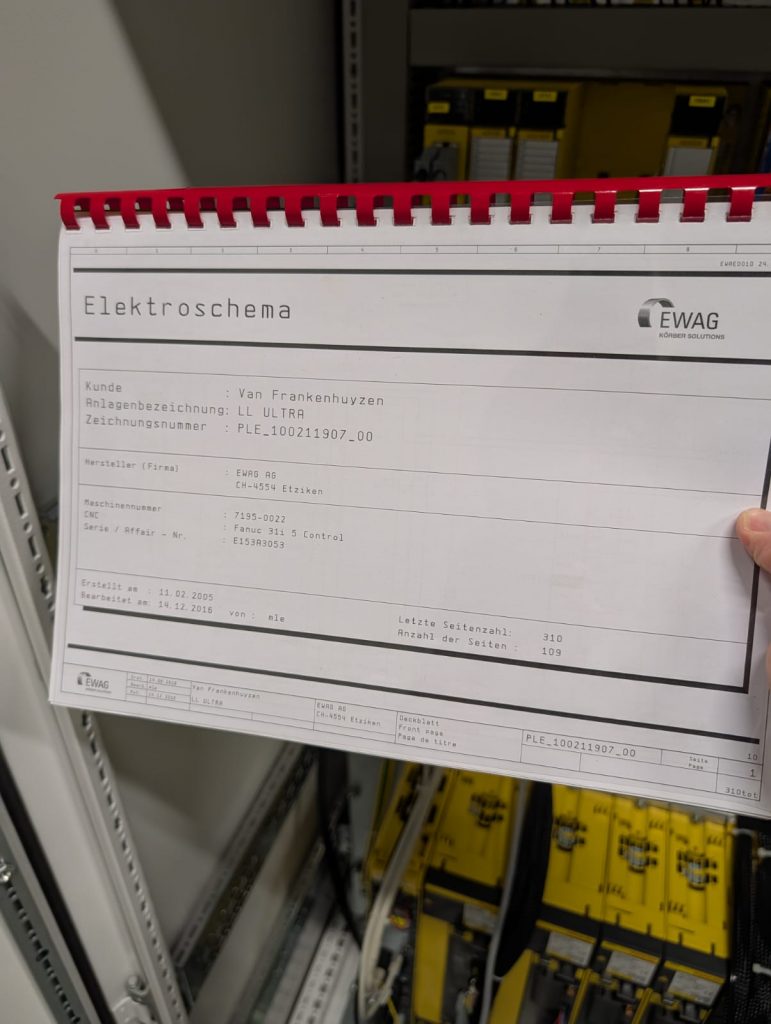 EWAED010 24.
Elektroschema
EWAG
KÖRBER SOLUTIONS
Kunde : Van Frankenhuyzen
Anlagenbezeichnung: LL ULTRA
Zeichnungsnummer : PLE_100211907_00
Hersteller (Firma) : EWAG AG
CH-4554 Etziken
Maschinennummer : 7195-0022
CNC : Fanuc 31i 5 Control
Serie / Affair - Nr. : E153A3053
Erstellt am : 11.02.2005
Bearbeitet am: 14.12.2016 von : mle
Letzte Seitenzahl: 310
Anzahl der Seiten : 109
EWAG
Van Frankenhuyzen
LL ULTRA
EWAG AG
CH-4554 Etziken
Deckblatt
Front page
Page de titre
PLE_100211907_00
Seite
Page
10
1
310tot